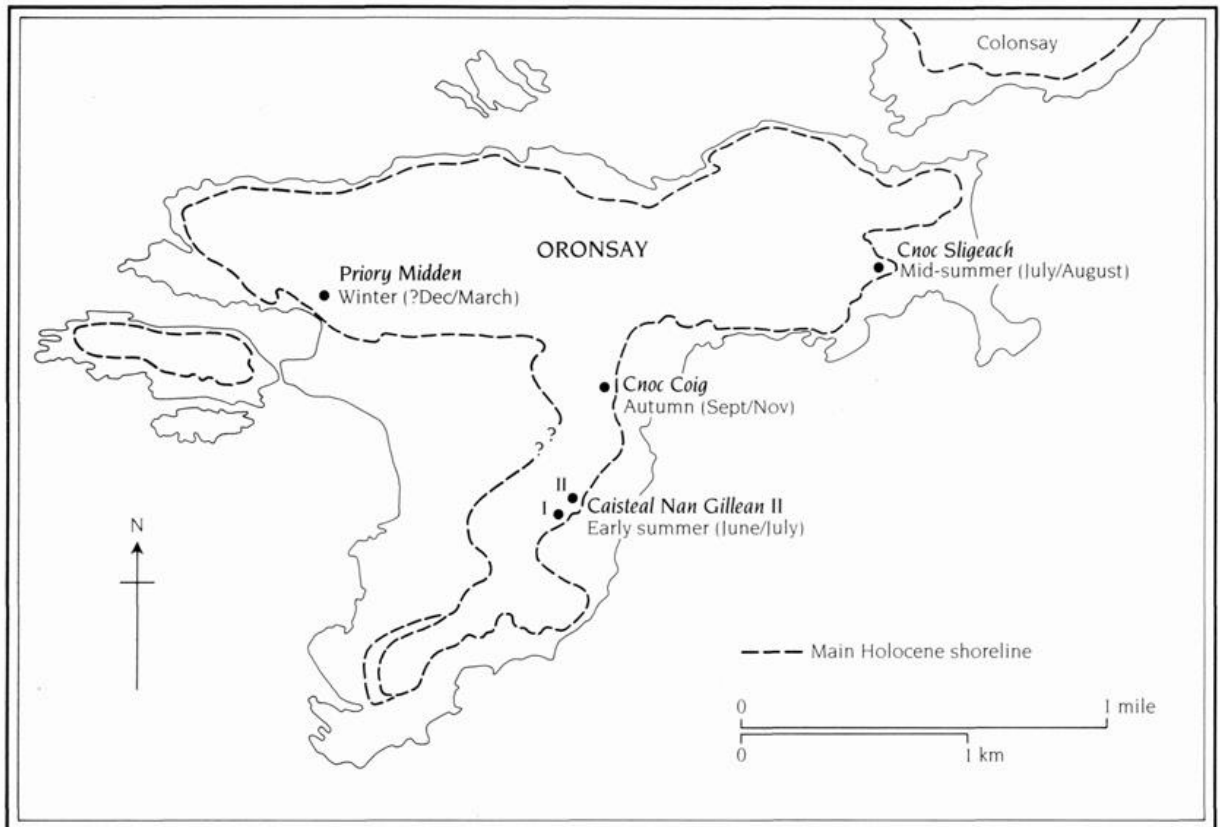 Colonsay
ORONSAY
Cnoc Sligeach
Mid-summer (July/August)
Priory Midden
Winter (?Dec/March)
Cnoc Coig
Autumn (Sept/Nov)
? ?
II
I
Caisteal Nan Gillean II
Early summer (June/July)
N
Main Holocene shoreline
0 1 mile
0 1 km